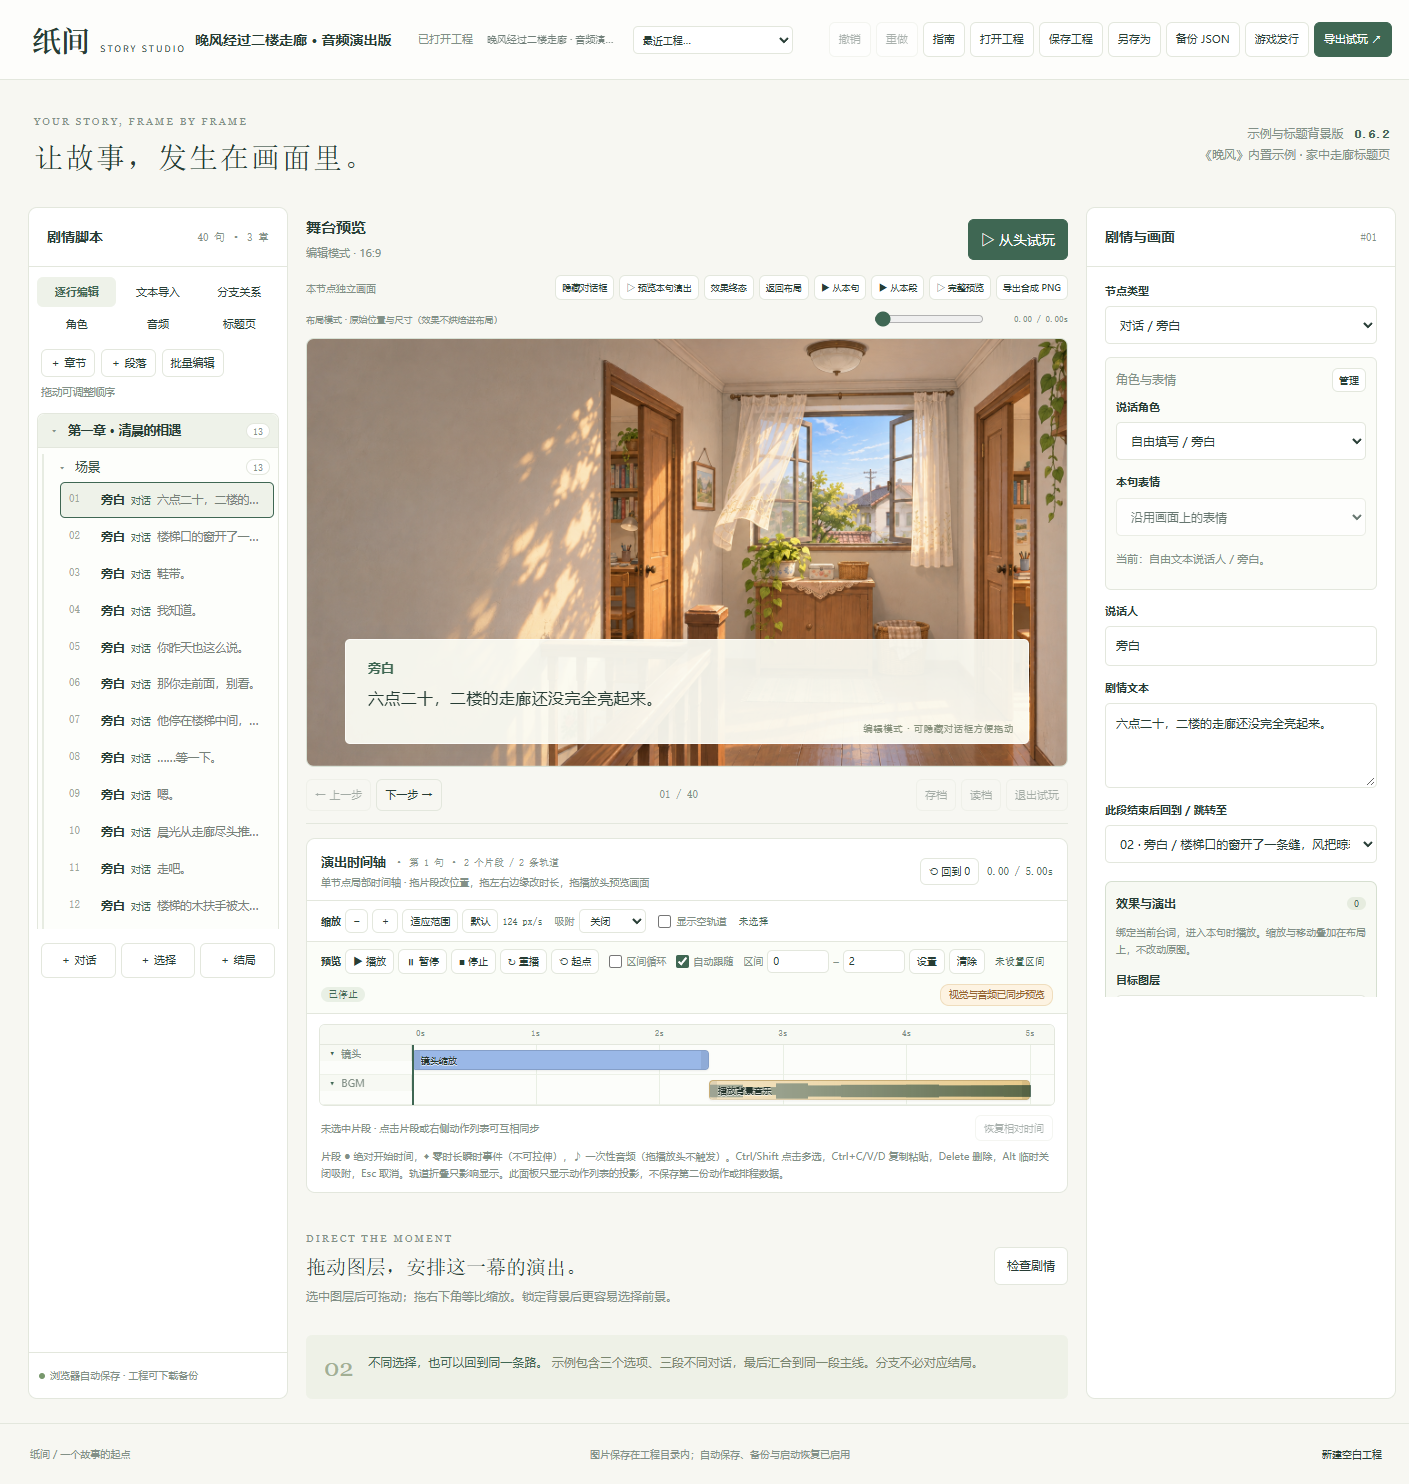 纸间 STORY STUDIO 晚风经过二楼走廊 • 音频演出版 已打开工程 晚风经过二楼走廊 · 音频演... 最近工程... 撤销 重做 指南 打开工程 保存工程 另存为 备份 JSON 游戏发行 导出试玩 ↗
YOUR STORY, FRAME BY FRAME
让故事，发生在画面里。
示例与标题背景版 0.6.2
《晚风》内置示例 · 家中走廊标题页
剧情脚本 40 句 · 3 章
逐行编辑 文本导入 分支关系
角色 音频 标题页
+ 章节 + 段落 批量编辑
拖动可调整顺序
第一章 • 清晨的相遇 13
场景 13
01 旁白 对话 六点二十，二楼的...
02 旁白 对话 楼梯口的窗开了一...
03 旁白 对话 鞋带。
04 旁白 对话 我知道。
05 旁白 对话 你昨天也这么说。
06 旁白 对话 那你走前面，别看。
07 旁白 对话 他停在楼梯中间，...
08 旁白 对话 ……等一下。
09 旁白 对话 嗯。
10 旁白 对话 晨光从走廊尽头推...
11 旁白 对话 走吧。
12 旁白 对话 楼梯的木扶手被太...
+ 对话 + 选择 + 结局
浏览器自动保存 · 工程可下载备份
舞台预览
编辑模式 · 16:9
▷ 从头试玩
本节点独立画面 隐藏对话框 ▷ 预览本句演出 效果终态 返回布局 ▶ 从本句 ▶ 从本段 ▷ 完整预览 导出合成 PNG
布局模式 · 原始位置与尺寸（效果不烘焙进布局） 0.00 / 0.00s
旁白
六点二十，二楼的走廊还没完全亮起来。
编辑模式 · 可隐藏对话框方便拖动
← 上一步 下一步 → 01 / 40 存档 读档 退出试玩
演出时间轴 · 第 1 句 · 2 个片段 / 2 条轨道
单节点局部时间轴 · 拖片段改位置，拖左右边缘改时长，拖播放头预览画面
⟲ 回到 0 0.00 / 5.00s
缩放 − + 适应范围 默认 124 px/s 吸附 关闭 显示空轨道 未选择
预览 ▶ 播放 ⏸ 暂停 ■ 停止 ↻ 重播 ⟲ 起点 区间循环 自动跟随 区间 0 – 2 设置 清除 未设置区间
已停止 视觉与音频已同步预览
0s 1s 2s 3s 4s 5s
▾ 镜头 镜头缩放
▾ BGM 播放背景音乐
未选中片段 · 点击片段或右侧动作列表可互相同步 恢复相对时间
片段 ● 绝对开始时间，✦ 零时长瞬时事件（不可拉伸），♪ 一次性音频（拖播放头不触发）。Ctrl/Shift 点击多选，Ctrl+C/V/D 复制粘贴，Delete 删除，Alt 临时关
闭吸附，Esc 取消。轨道折叠只影响显示。此面板只显示动作列表的投影，不保存第二份动作或排程数据。
DIRECT THE MOMENT
拖动图层，安排这一幕的演出。
选中图层后可拖动；拖右下角等比缩放。锁定背景后更容易选择前景。
检查剧情
02 不同选择，也可以回到同一条路。 示例包含三个选项、三段不同对话，最后汇合到同一段主线。分支不必对应结局。
剧情与画面 #01
节点类型
对话 / 旁白
角色与表情 管理
说话角色
自由填写 / 旁白
本句表情
沿用画面上的表情
当前：自由文本说话人 / 旁白。
说话人
旁白
剧情文本
六点二十，二楼的走廊还没完全亮起来。
此段结束后回到 / 跳转至
02 · 旁白 / 楼梯口的窗开了一条缝，风把晾
效果与演出 0
绑定当前台词，进入本句时播放。缩放与移动叠加在布局
上，不改动原图。
目标图层
纸间 / 一个故事的起点 图片保存在工程目录内；自动保存、备份与启动恢复已启用 新建空白工程